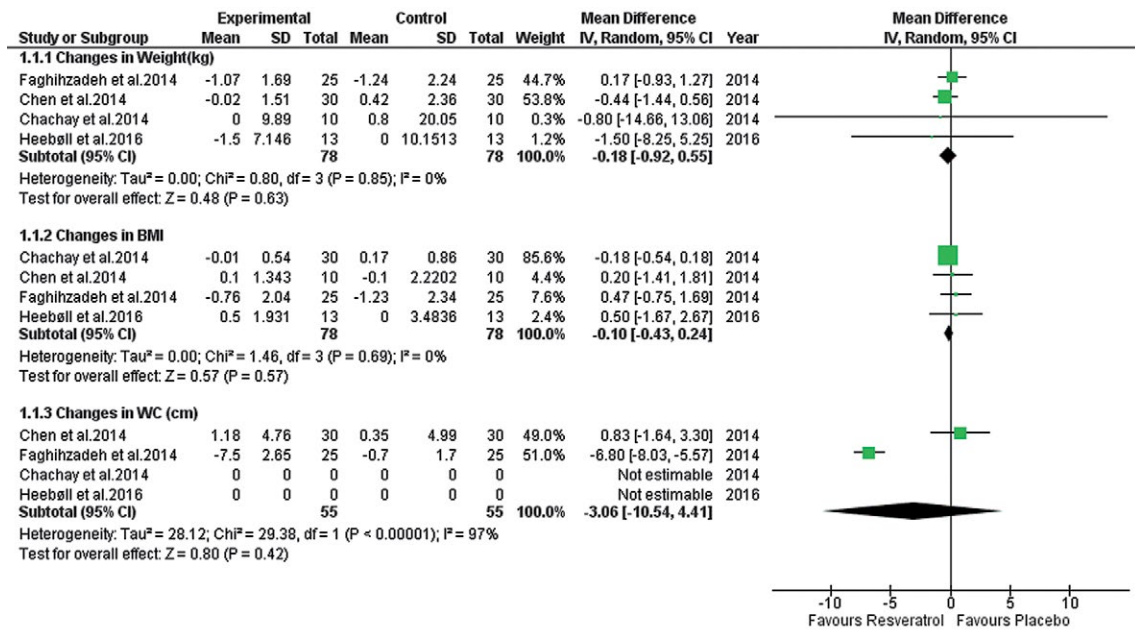 Experimental Control Mean Difference Mean Difference
Study or Subgroup Mean SD Total Mean SD Total Weight IV, Random, 95% CI Year IV, Random, 95% CI
1.1.1 Changes in Weight(kg)
Faghihzadeh et al.2014 -1.07 1.69 25 -1.24 2.24 25 44.7% 0.17 [-0.93, 1.27] 2014
Chen et al.2014 -0.02 1.51 30 0.42 2.36 30 53.8% -0.44 [-1.44, 0.56] 2014
Chachay et al.2014 0 9.89 10 0.8 20.05 10 0.3% -0.80 [-14.66, 13.06] 2014
Heebøll et al.2016 -1.5 7.146 13 0 10.1513 13 1.2% -1.50 [-8.25, 5.25] 2016
Subtotal (95% CI) 78 78 100.0% -0.18 [-0.92, 0.55]
Heterogeneity: Tau² = 0.00; Chi² = 0.80, df = 3 (P = 0.85); I² = 0%
Test for overall effect: Z = 0.48 (P = 0.63)
1.1.2 Changes in BMI
Chachay et al.2014 -0.01 0.54 30 0.17 0.86 30 85.6% -0.18 [-0.54, 0.18] 2014
Chen et al.2014 0.1 1.343 10 -0.1 2.2202 10 4.4% 0.20 [-1.41, 1.81] 2014
Faghihzadeh et al.2014 -0.76 2.04 25 -1.23 2.34 25 7.6% 0.47 [-0.75, 1.69] 2014
Heebøll et al.2016 0.5 1.931 13 0 3.4836 13 2.4% 0.50 [-1.67, 2.67] 2016
Subtotal (95% CI) 78 78 100.0% -0.10 [-0.43, 0.24]
Heterogeneity: Tau² = 0.00; Chi² = 1.46, df = 3 (P = 0.69); I² = 0%
Test for overall effect: Z = 0.57 (P = 0.57)
1.1.3 Changes in WC (cm)
Chen et al.2014 1.18 4.76 30 0.35 4.99 30 49.0% 0.83 [-1.64, 3.30] 2014
Faghihzadeh et al.2014 -7.5 2.65 25 -0.7 1.7 25 51.0% -6.80 [-8.03, -5.57] 2014
Chachay et al.2014 0 0 0 0 0 0 Not estimable 2014
Heebøll et al.2016 0 0 0 0 0 0 Not estimable 2016
Subtotal (95% CI) 55 55 100.0% -3.06 [-10.54, 4.41]
Heterogeneity: Tau² = 28.12; Chi² = 29.38, df = 1 (P < 0.00001); I² = 97%
Test for overall effect: Z = 0.80 (P = 0.42)
-10 -5 0 5 10
Favours Resveratrol Favours Placebo